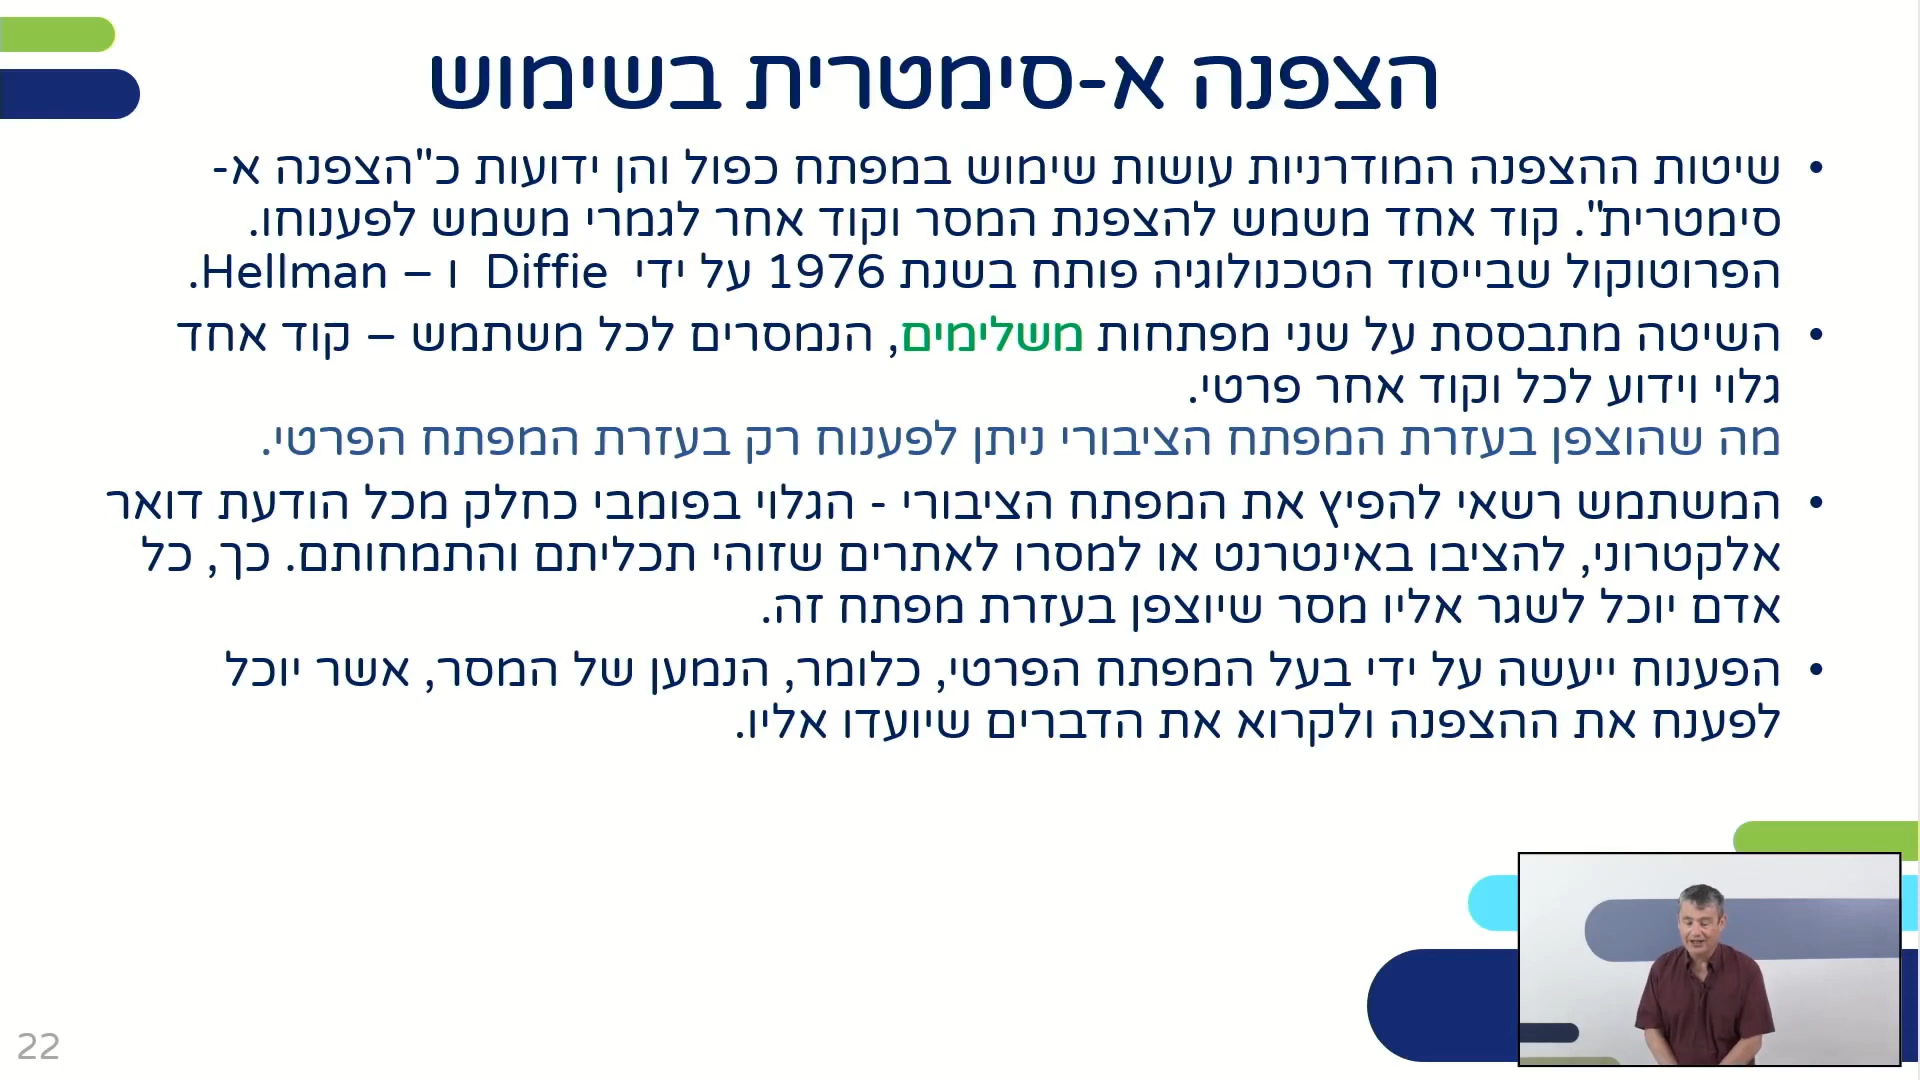 הצפנה א-סימטרית בשימוש
• שיטות ההצפנה המודרניות עושות שימוש במפתח כפול והן ידועות כ"הצפנה א-
סימטרית". קוד אחד משמש להצפנת המסר וקוד אחר לגמרי משמש לפענוחו.
הפרוטוקול שבייסוד הטכנולוגיה פותח בשנת 1976 על ידי Diffie ו – Hellman.
• השיטה מתבססת על שני מפתחות משלימים, הנמסרים לכל משתמש – קוד אחד
גלוי וידוע לכל וקוד אחר פרטי.
מה שהוצפן בעזרת המפתח הציבורי ניתן לפענוח רק בעזרת המפתח הפרטי.
• המשתמש רשאי להפיץ את המפתח הציבורי - הגלוי בפומבי כחלק מכל הודעת דואר
אלקטרוני, להציבו באינטרנט או למסרו לאתרים שזוהי תכליתם והתמחותם. כך, כל
אדם יוכל לשגר אליו מסר שיוצפן בעזרת מפתח זה.
• הפענוח ייעשה על ידי בעל המפתח הפרטי, כלומר, הנמען של המסר, אשר יוכל
לפענח את ההצפנה ולקרוא את הדברים שיועדו אליו.
22